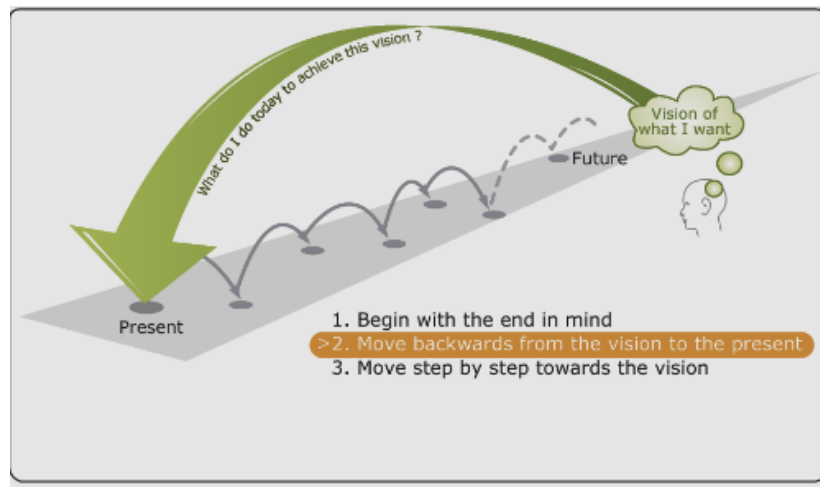 What do I do today to achieve this vision ?
Vision of
what I want
Future
Present
1. Begin with the end in mind
>2. Move backwards from the vision to the present
3. Move step by step towards the vision